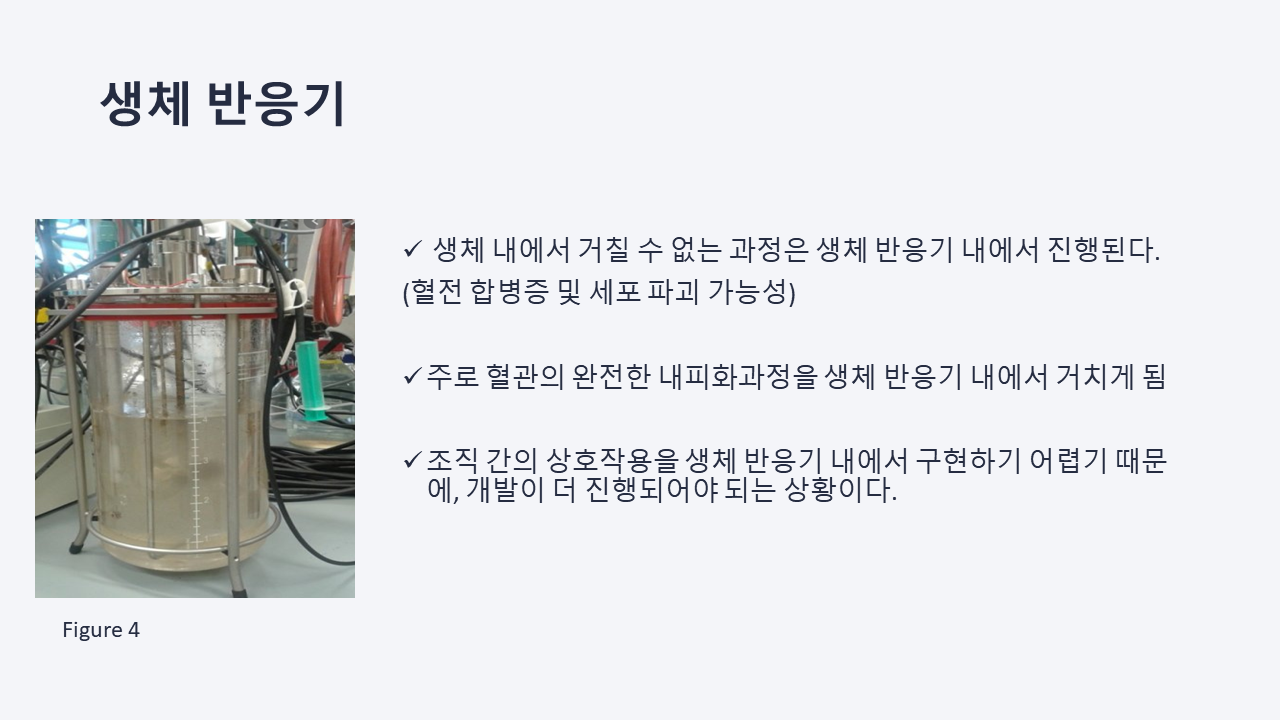 생체 반응기
✓ 생체 내에서 거칠 수 없는 과정은 생체 반응기 내에서 진행된다.
(혈전 합병증 및 세포 파괴 가능성)
✓ 주로 혈관의 완전한 내피화과정을 생체 반응기 내에서 거치게 됨
✓ 조직 간의 상호작용을 생체 반응기 내에서 구현하기 어렵기 때문
에, 개발이 더 진행되어야 되는 상황이다.
Figure 4